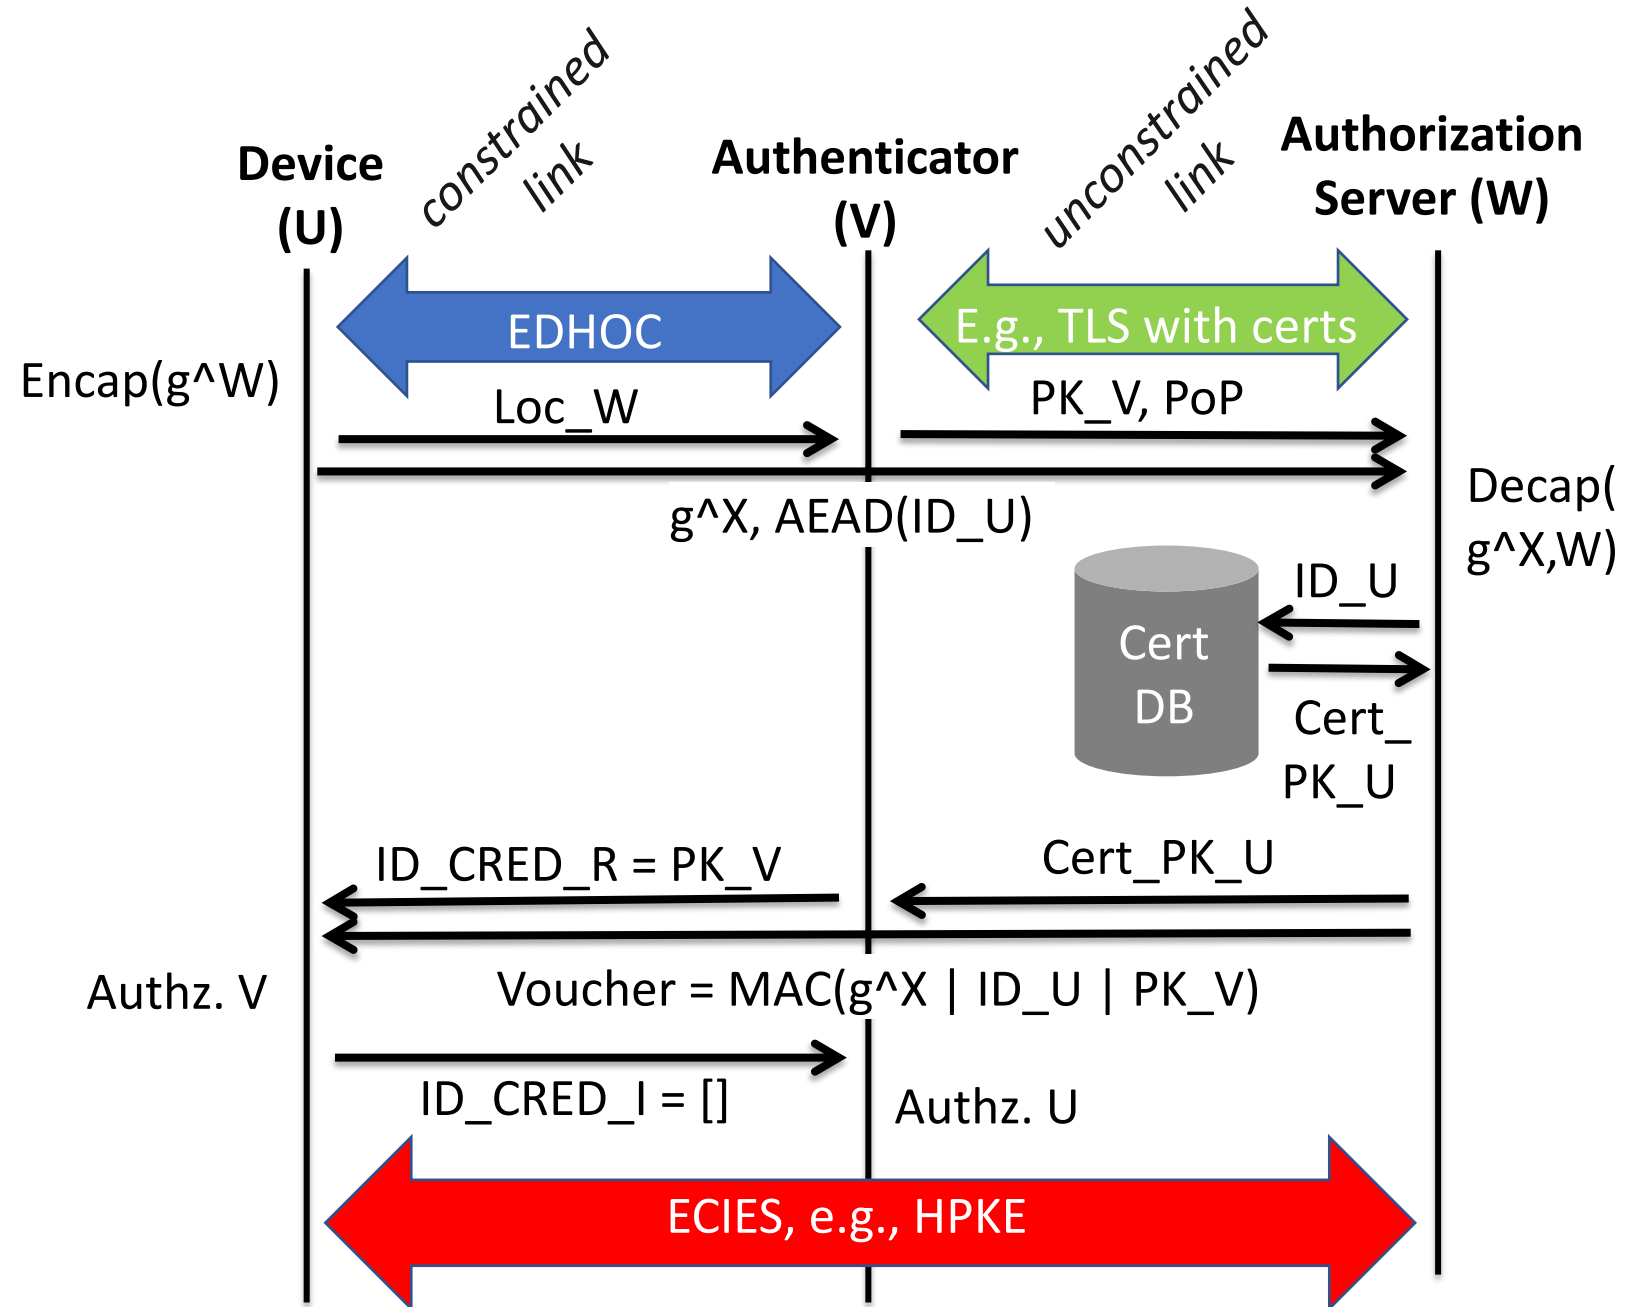 constrained
link
unconstrained
link
Device
(U)
Authenticator
(V)
Authorization
Server (W)
EDHOC
E.g., TLS with certs
Encap(g^W)
Loc_W
PK_V, PoP
g^X, AEAD(ID_U)
Decap(
g^X,W)
ID_U
Cert
DB
Cert_
PK_U
ID_CRED_R = PK_V
Cert_PK_U
Authz. V
Voucher = MAC(g^X | ID_U | PK_V)
ID_CRED_I = []
Authz. U
ECIES, e.g., HPKE